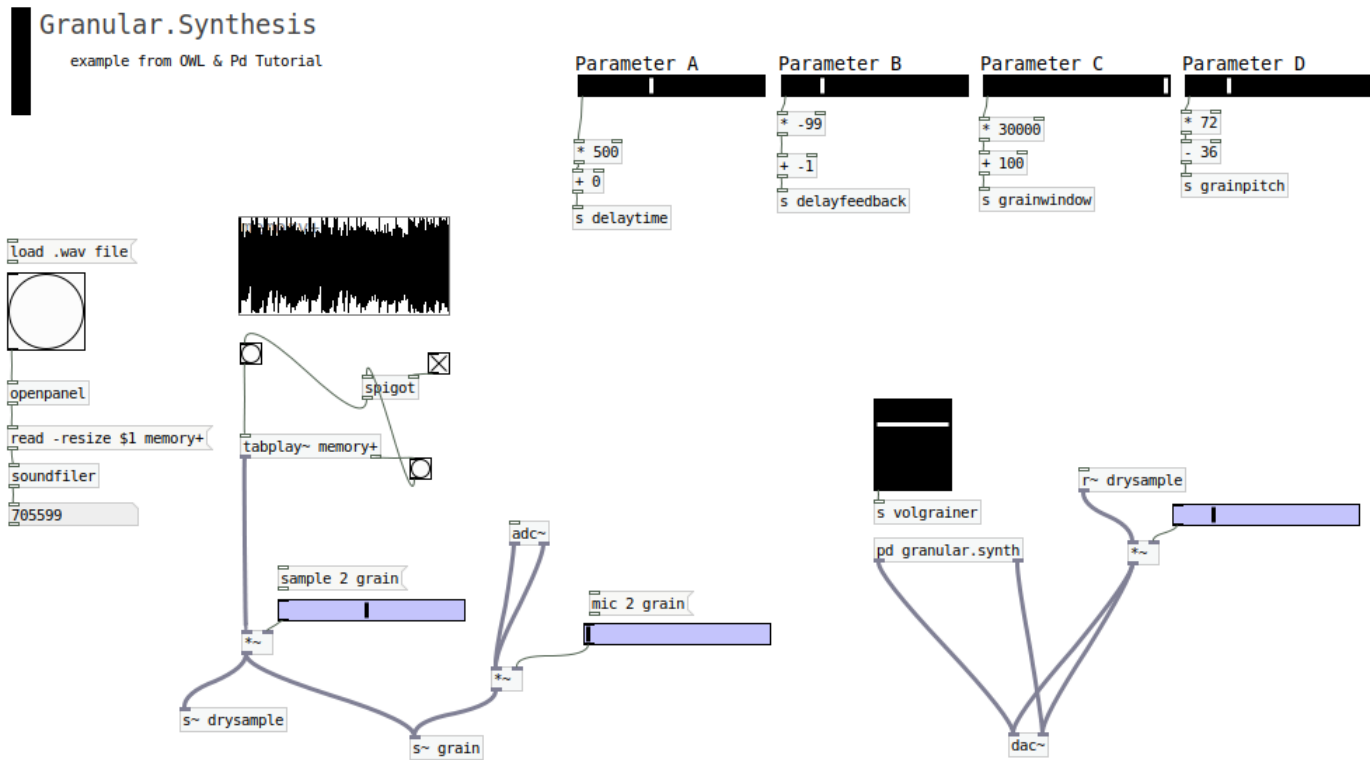 Granular.Synthesis
example from OWL & Pd Tutorial
Parameter A
Parameter B
Parameter C
Parameter D
* 500
+ 0
s delaytime
* -99
+ -1
s delayfeedback
* 30000
+ 100
s grainwindow
* 72
- 36
s grainpitch
load .wav file
openpanel
read -resize $1 memory+
soundfiler
705599
spigot
tabplay~ memory+
sample 2 grain
*~
s~ drysample
adc~
mic 2 grain
*~
s~ grain
s volgrainer
pd granular.synth
r~ drysample
*~
dac~